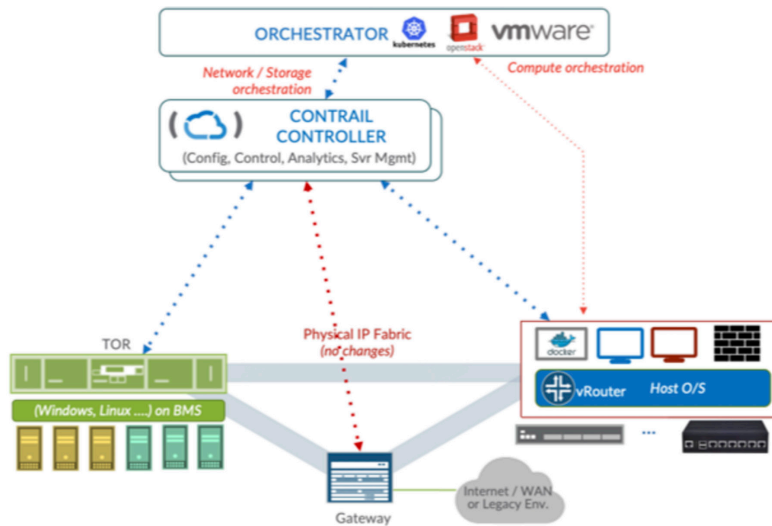 ORCHESTRATOR
kubernetes
openstack
vmware®
Network / Storage
orchestration
Compute orchestration
CONTRAIL
CONTROLLER
(Config, Control, Analytics, Svr Mgmt)
Physical IP Fabric
(no changes)
TOR
(Windows, Linux ....) on BMS
docker
vRouter
Host O/S
...
Internet / WAN
or Legacy Env.
Gateway